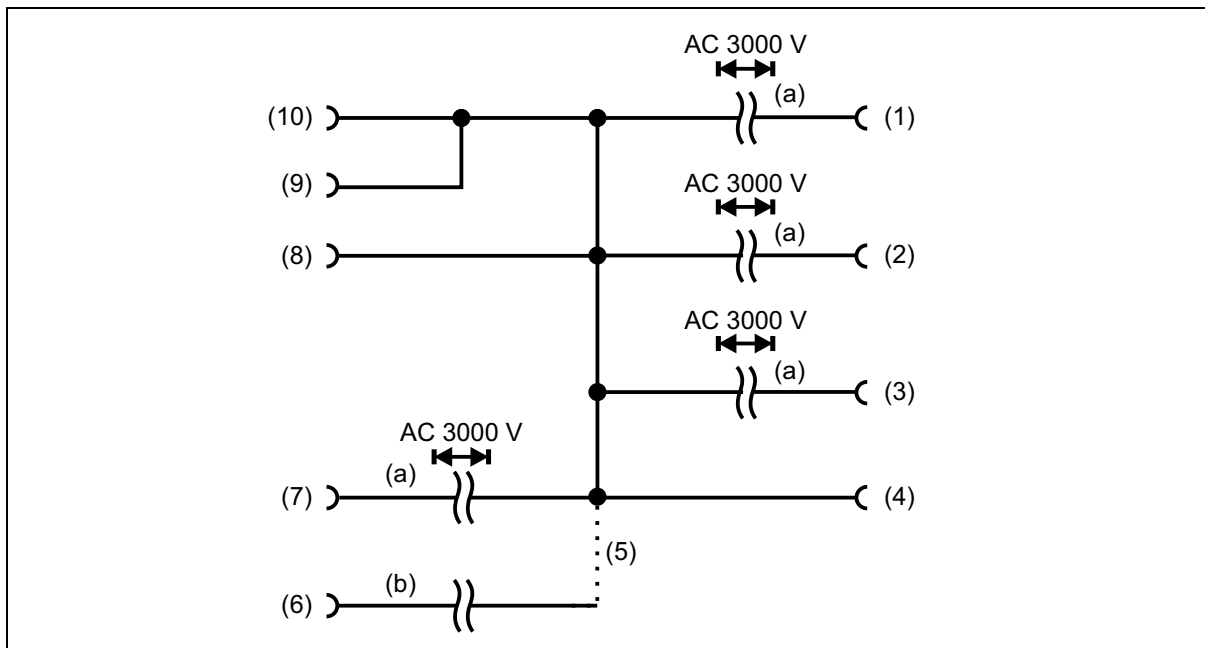 AC 3000 V
(a)
(10)
(1)
AC 3000 V
(9)
(a)
(8)
(2)
AC 3000 V
(a)
(3)
AC 3000 V
(a)
(7)
(4)
(5)
(b)
(6)